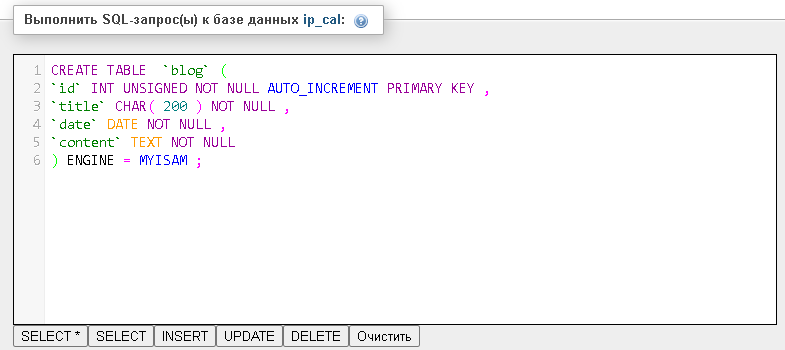 Выполнить SQL-запрос(ы) к базе данных ip_cal:
1 CREATE TABLE  `blog` (
2 `id` INT UNSIGNED NOT NULL AUTO_INCREMENT PRIMARY KEY ,
3 `title` CHAR( 200 ) NOT NULL ,
4 `date` DATE NOT NULL ,
5 `content` TEXT NOT NULL
6 ) ENGINE = MYISAM ;
SELECT * SELECT INSERT UPDATE DELETE Очистить